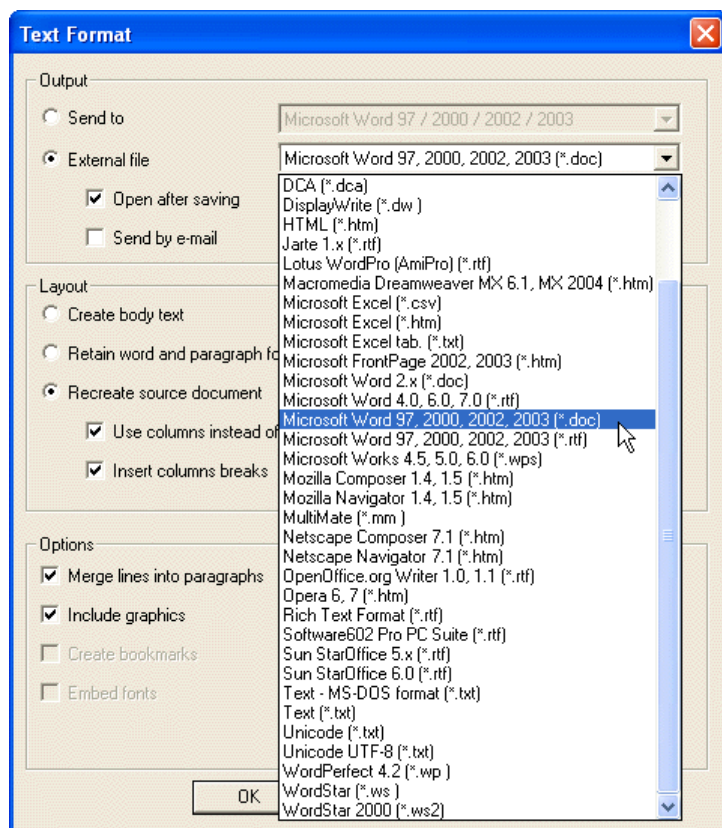 Text Format
Output
Send to
Microsoft Word 97 / 2000 / 2002 / 2003
External file
Microsoft Word 97, 2000, 2002, 2003 (*.doc)
Open after saving
Send by e-mail
Layout
Create body text
Retain word and paragraph fo
Recreate source document
Use columns instead of
Insert columns breaks
Options
Merge lines into paragraphs
Include graphics
Create bookmarks
Embed fonts
OK
DCA (*.dca)
DisplayWrite (*.dw )
HTML (*.htm)
Jarte 1.x (*.rtf)
Lotus WordPro (AmiPro) (*.rtf)
Macromedia Dreamweaver MX 6.1, MX 2004 (*.htm)
Microsoft Excel (*.csv)
Microsoft Excel (*.htm)
Microsoft Excel tab. (*.txt)
Microsoft FrontPage 2002, 2003 (*.htm)
Microsoft Word 2.x (*.doc)
Microsoft Word 4.0, 6.0, 7.0 (*.rtf)
Microsoft Word 97, 2000, 2002, 2003 (*.doc)
Microsoft Word 97, 2000, 2002, 2003 (*.rtf)
Microsoft Works 4.5, 5.0, 6.0 (*.wps)
Mozilla Composer 1.4, 1.5 (*.htm)
Mozilla Navigator 1.4, 1.5 (*.htm)
MultiMate (*.mm )
Netscape Composer 7.1 (*.htm)
Netscape Navigator 7.1 (*.htm)
OpenOffice.org Writer 1.0, 1.1 (*.rtf)
Opera 6, 7 (*.htm)
Rich Text Format (*.rtf)
Software602 Pro PC Suite (*.rtf)
Sun StarOffice 5.x (*.rtf)
Sun StarOffice 6.0 (*.rtf)
Text - MS-DOS format (*.txt)
Text (*.txt)
Unicode (*.txt)
Unicode UTF-8 (*.txt)
WordPerfect 4.2 (*.wp )
WordStar (*.ws )
WordStar 2000 (*.ws2)